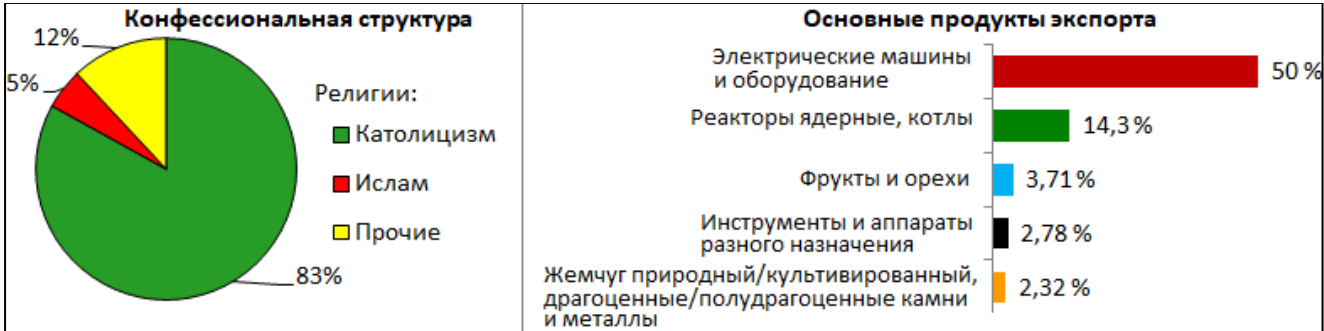 Конфессиональная структура
12%
5%
Религии:
Католицизм
Ислам
Прочие
83%
Основные продукты экспорта
Электрические машины
и оборудование
50 %
Реакторы ядерные, котлы
14,3 %
Фрукты и орехи
3,71 %
Инструменты и аппараты
разного назначения
2,78 %
Жемчуг природный/культивированный,
драгоценные/полудрагоценные камни
и металлы
2,32 %